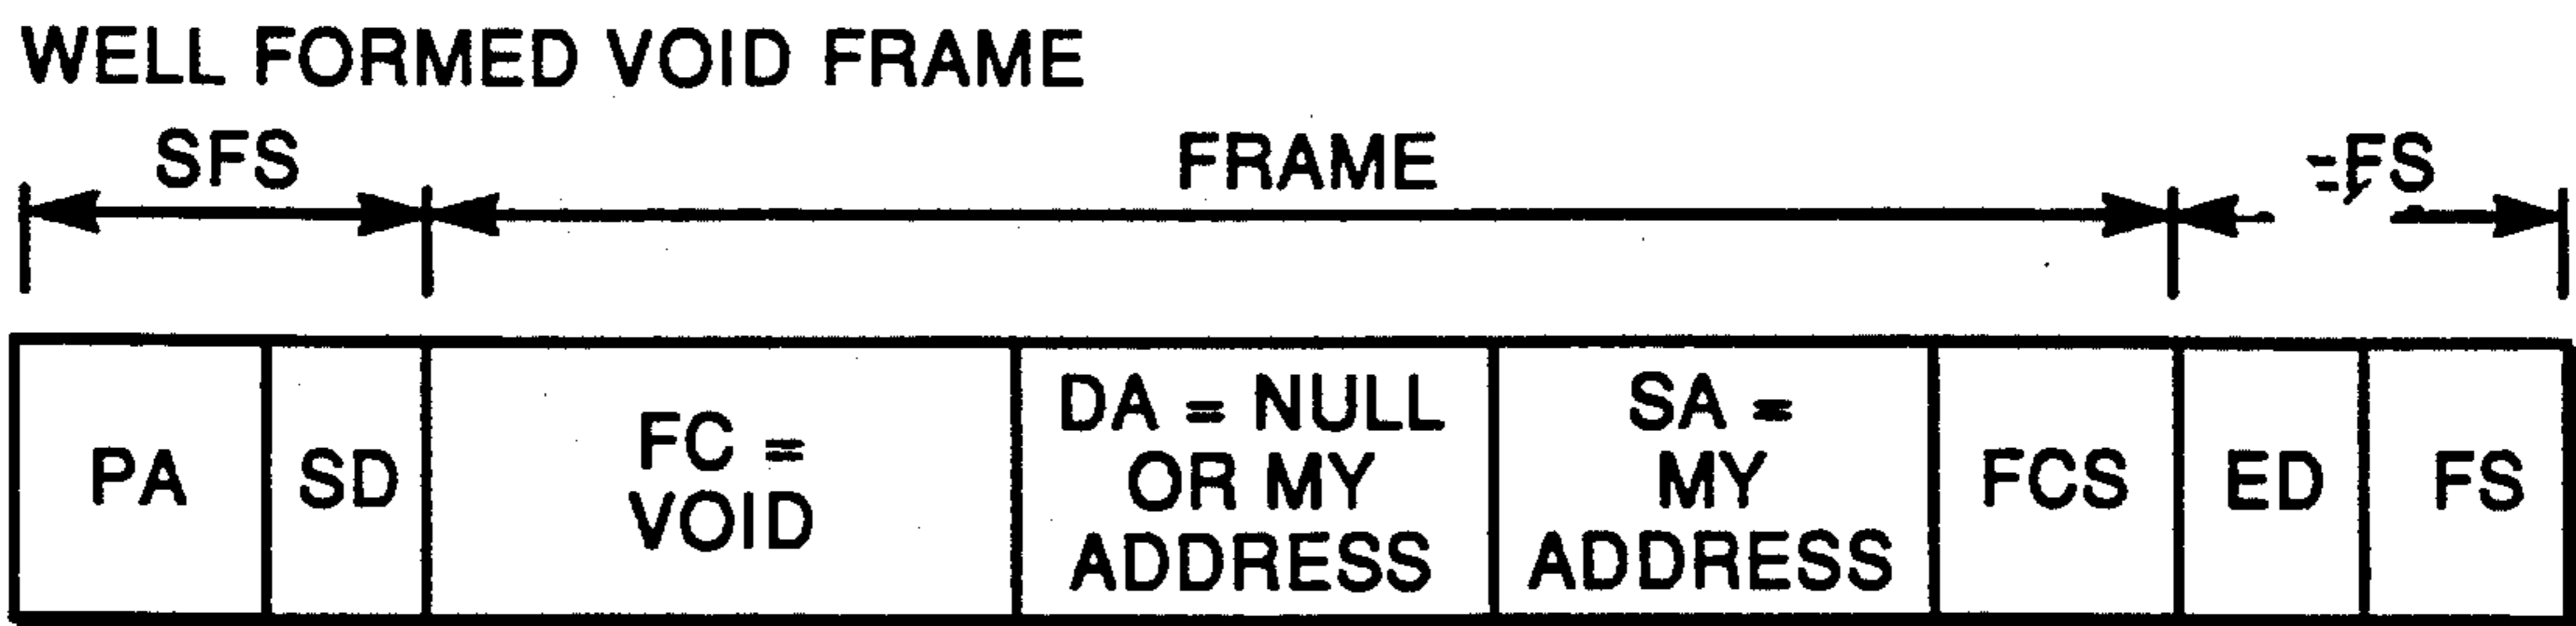 WELL FORMED VOID FRAME
SFS
FRAME
PA
SD
FC =
VOID
DA = NULL
OR MY
ADDRESS
SA =
MY
ADDRESS
FCS
ED
FS